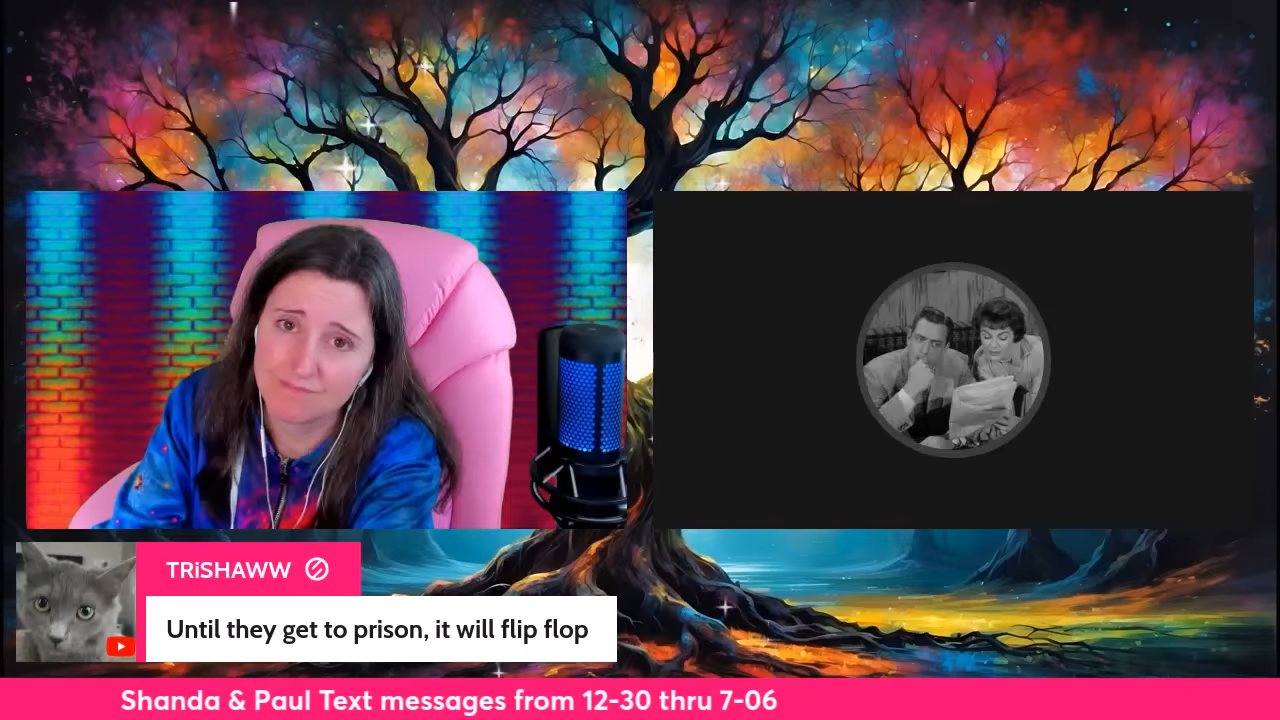 TRiSHAWW
Until they get to prison, it will flip flop
Shanda & Paul Text messages from 12-30 thru 7-06